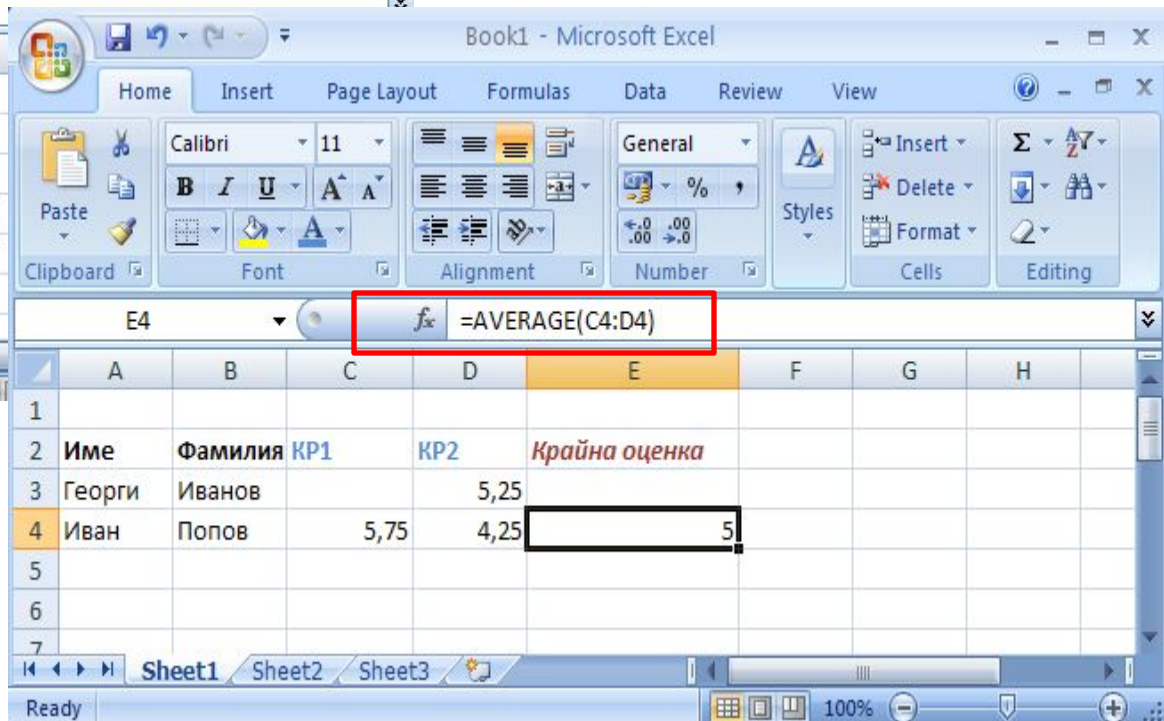 Book1 - Microsoft Excel
Home Insert Page Layout Formulas Data Review View
Calibri 11 General Insert Σ
B I U A A % , Delete
Paste Styles Format
Clipboard Font Alignment Number Cells Editing
E4 fx =AVERAGE(C4:D4)
A B C D E F G H
1
2 Име Фамилия КР1 КР2 Крайна оценка
3 Георги Иванов 5,25
4 Иван Попов 5,75 4,25 5
5
6
7
Sheet1 Sheet2 Sheet3
Ready 100%